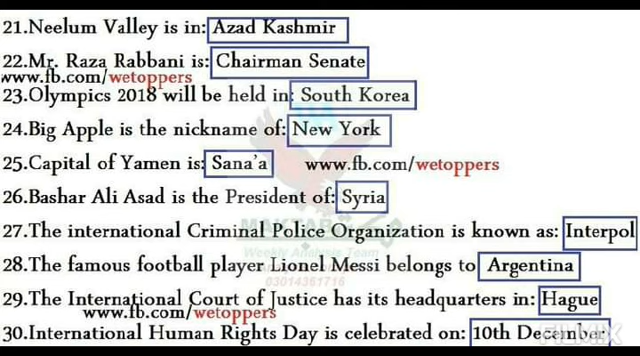 21.Neelum Valley is in: Azad Kashmir
22.Mr. Raza Rabbani is: Chairman Senate
www.fb.com/wetoppers
23.Olympics 2018 will be held in: South Korea
24.Big Apple is the nickname of: New York
25.Capital of Yamen is: Sana'a www.fb.com/wetoppers
26.Bashar Ali Asad is the President of: Syria
27.The international Criminal Police Organization is known as: Interpol
Weekly Analysis Team
28.The famous football player Lionel Messi belongs to Argentina
03014361716
29.The International Court of Justice has its headquarters in: Hague
www.fb.com/wetoppers
30.International Human Rights Day is celebrated on: 10th December